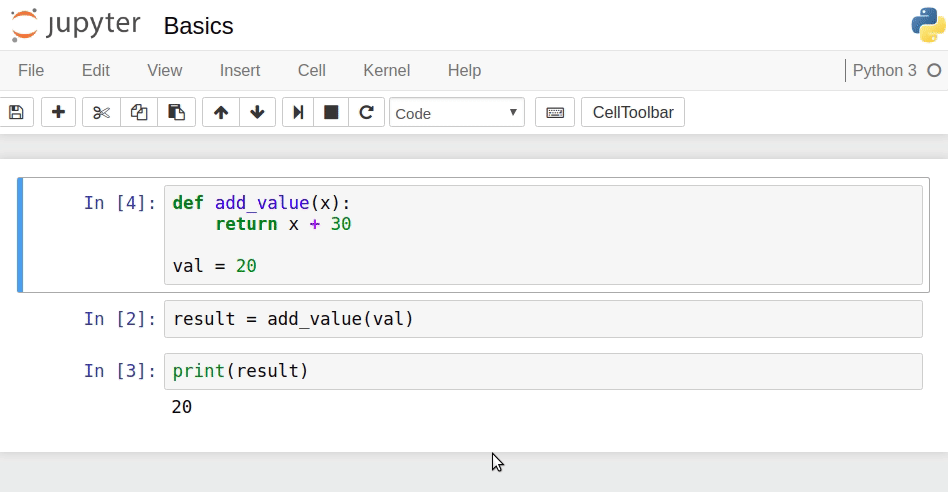 jupyter Basics
File Edit View Insert Cell Kernel Help Python 3
Code CellToolbar
In [4]: def add_value(x):
return x + 30
val = 20
In [2]: result = add_value(val)
In [3]: print(result)
20